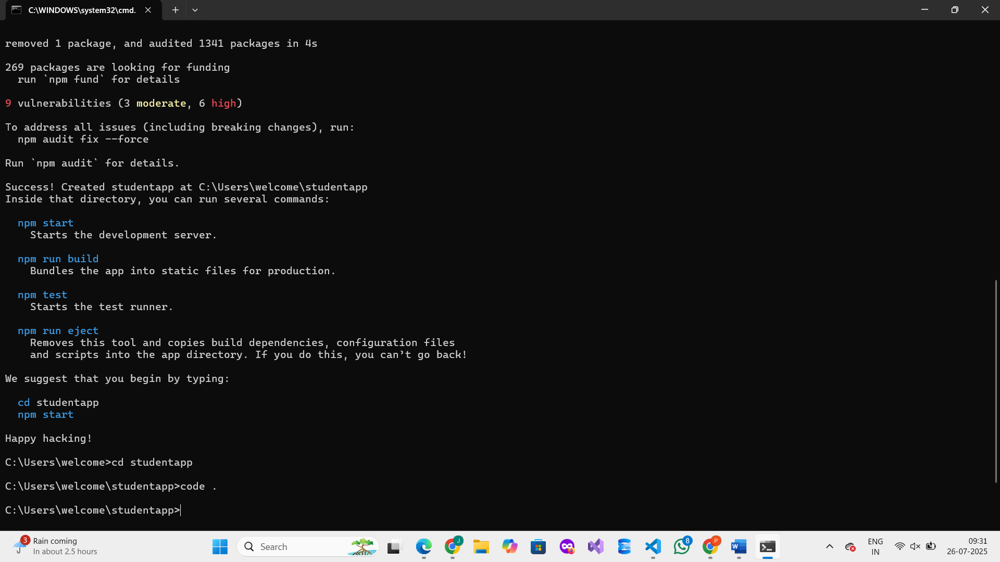 C:\WINDOWS\system32\cmd.
removed 1 package, and audited 1341 packages in 4s
269 packages are looking for funding
run `npm fund` for details
9 vulnerabilities (3 moderate, 6 high)
To address all issues (including breaking changes), run:
npm audit fix --force
Run `npm audit` for details.
Success! Created studentapp at C:\Users\welcome\studentapp
Inside that directory, you can run several commands:
npm start
Starts the development server.
npm run build
Bundles the app into static files for production.
npm test
Starts the test runner.
npm run eject
Removes this tool and copies build dependencies, configuration files
and scripts into the app directory. If you do this, you can’t go back!
We suggest that you begin by typing:
cd studentapp
npm start
Happy hacking!
C:\Users\welcome>cd studentapp
C:\Users\welcome\studentapp>code .
C:\Users\welcome\studentapp>
3
Rain coming
In about 2.5 hours
Search
J
8
P
W
ENG
IN
09:31
26-07-2025